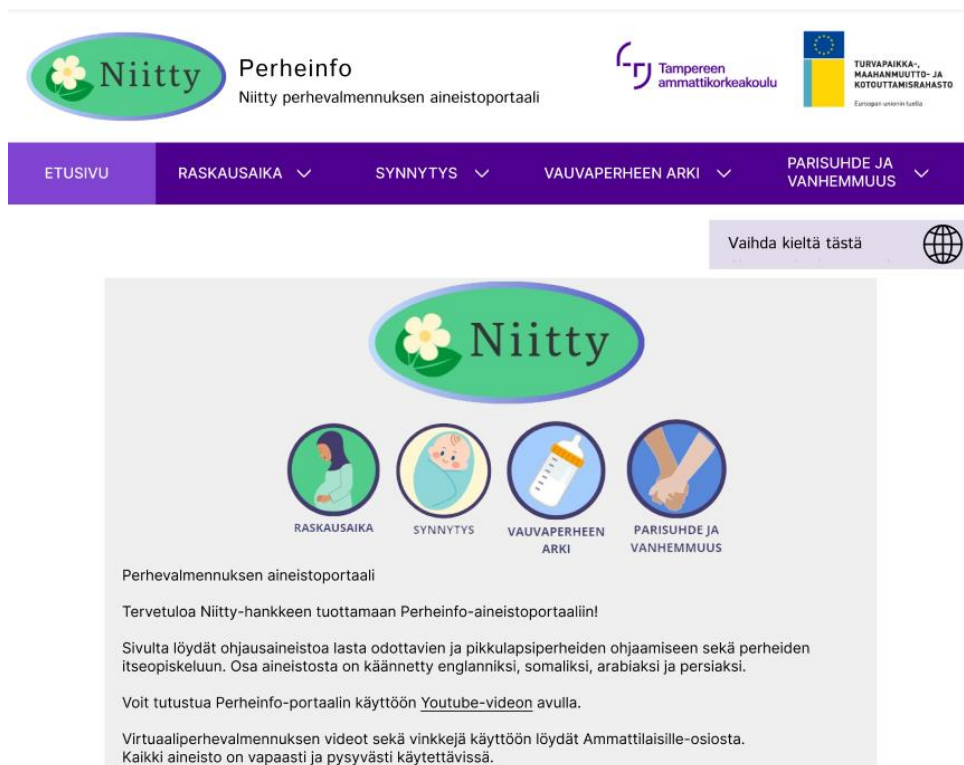 Niitty
Perheinfo
Niitty perhevalmennuksen aineistoportaali
Tampereen
ammattikorkeakoulu
TURVAPAIKKA-,
MAAHANMUUTTO- JA
KOTOUTTAMISRAHASTO
Euroopan unionin tuella
ETUSIVU
RASKAUSAIKA
SYNNYTYS
VAUVAPERHEEN ARKI
PARISUHDE JA
VANHEMMUUS
Vaihda kieltä tästä
Niitty
RASKAUSAIKA
SYNNYTYS
VAUVAPERHEEN
ARKI
PARISUHDE JA
VANHEMMUUS
Perhevalmennuksen aineistoportaali
Tervetuloa Niitty-hankkeen tuottamaan Perheinfo-aineistoportaaliin!
Sivulta löydät ohjausaineistoa lasta odottavien ja pikkulapsiperheiden ohjaamiseen sekä perheiden
itseopiskeluun. Osa aineistosta on käännetty englanniksi, somaliksi, arabiaksi ja persiaksi.
Voit tutustua Perheinfo-portaalin käyttöön Youtube-videon avulla.
Virtuaaliperhevalmennuksen videot sekä vinkkejä käyttöön löydät Ammattilaisille-osiosta.
Kaikki aineisto on vapaasti ja pysyvästi käytettävissä.